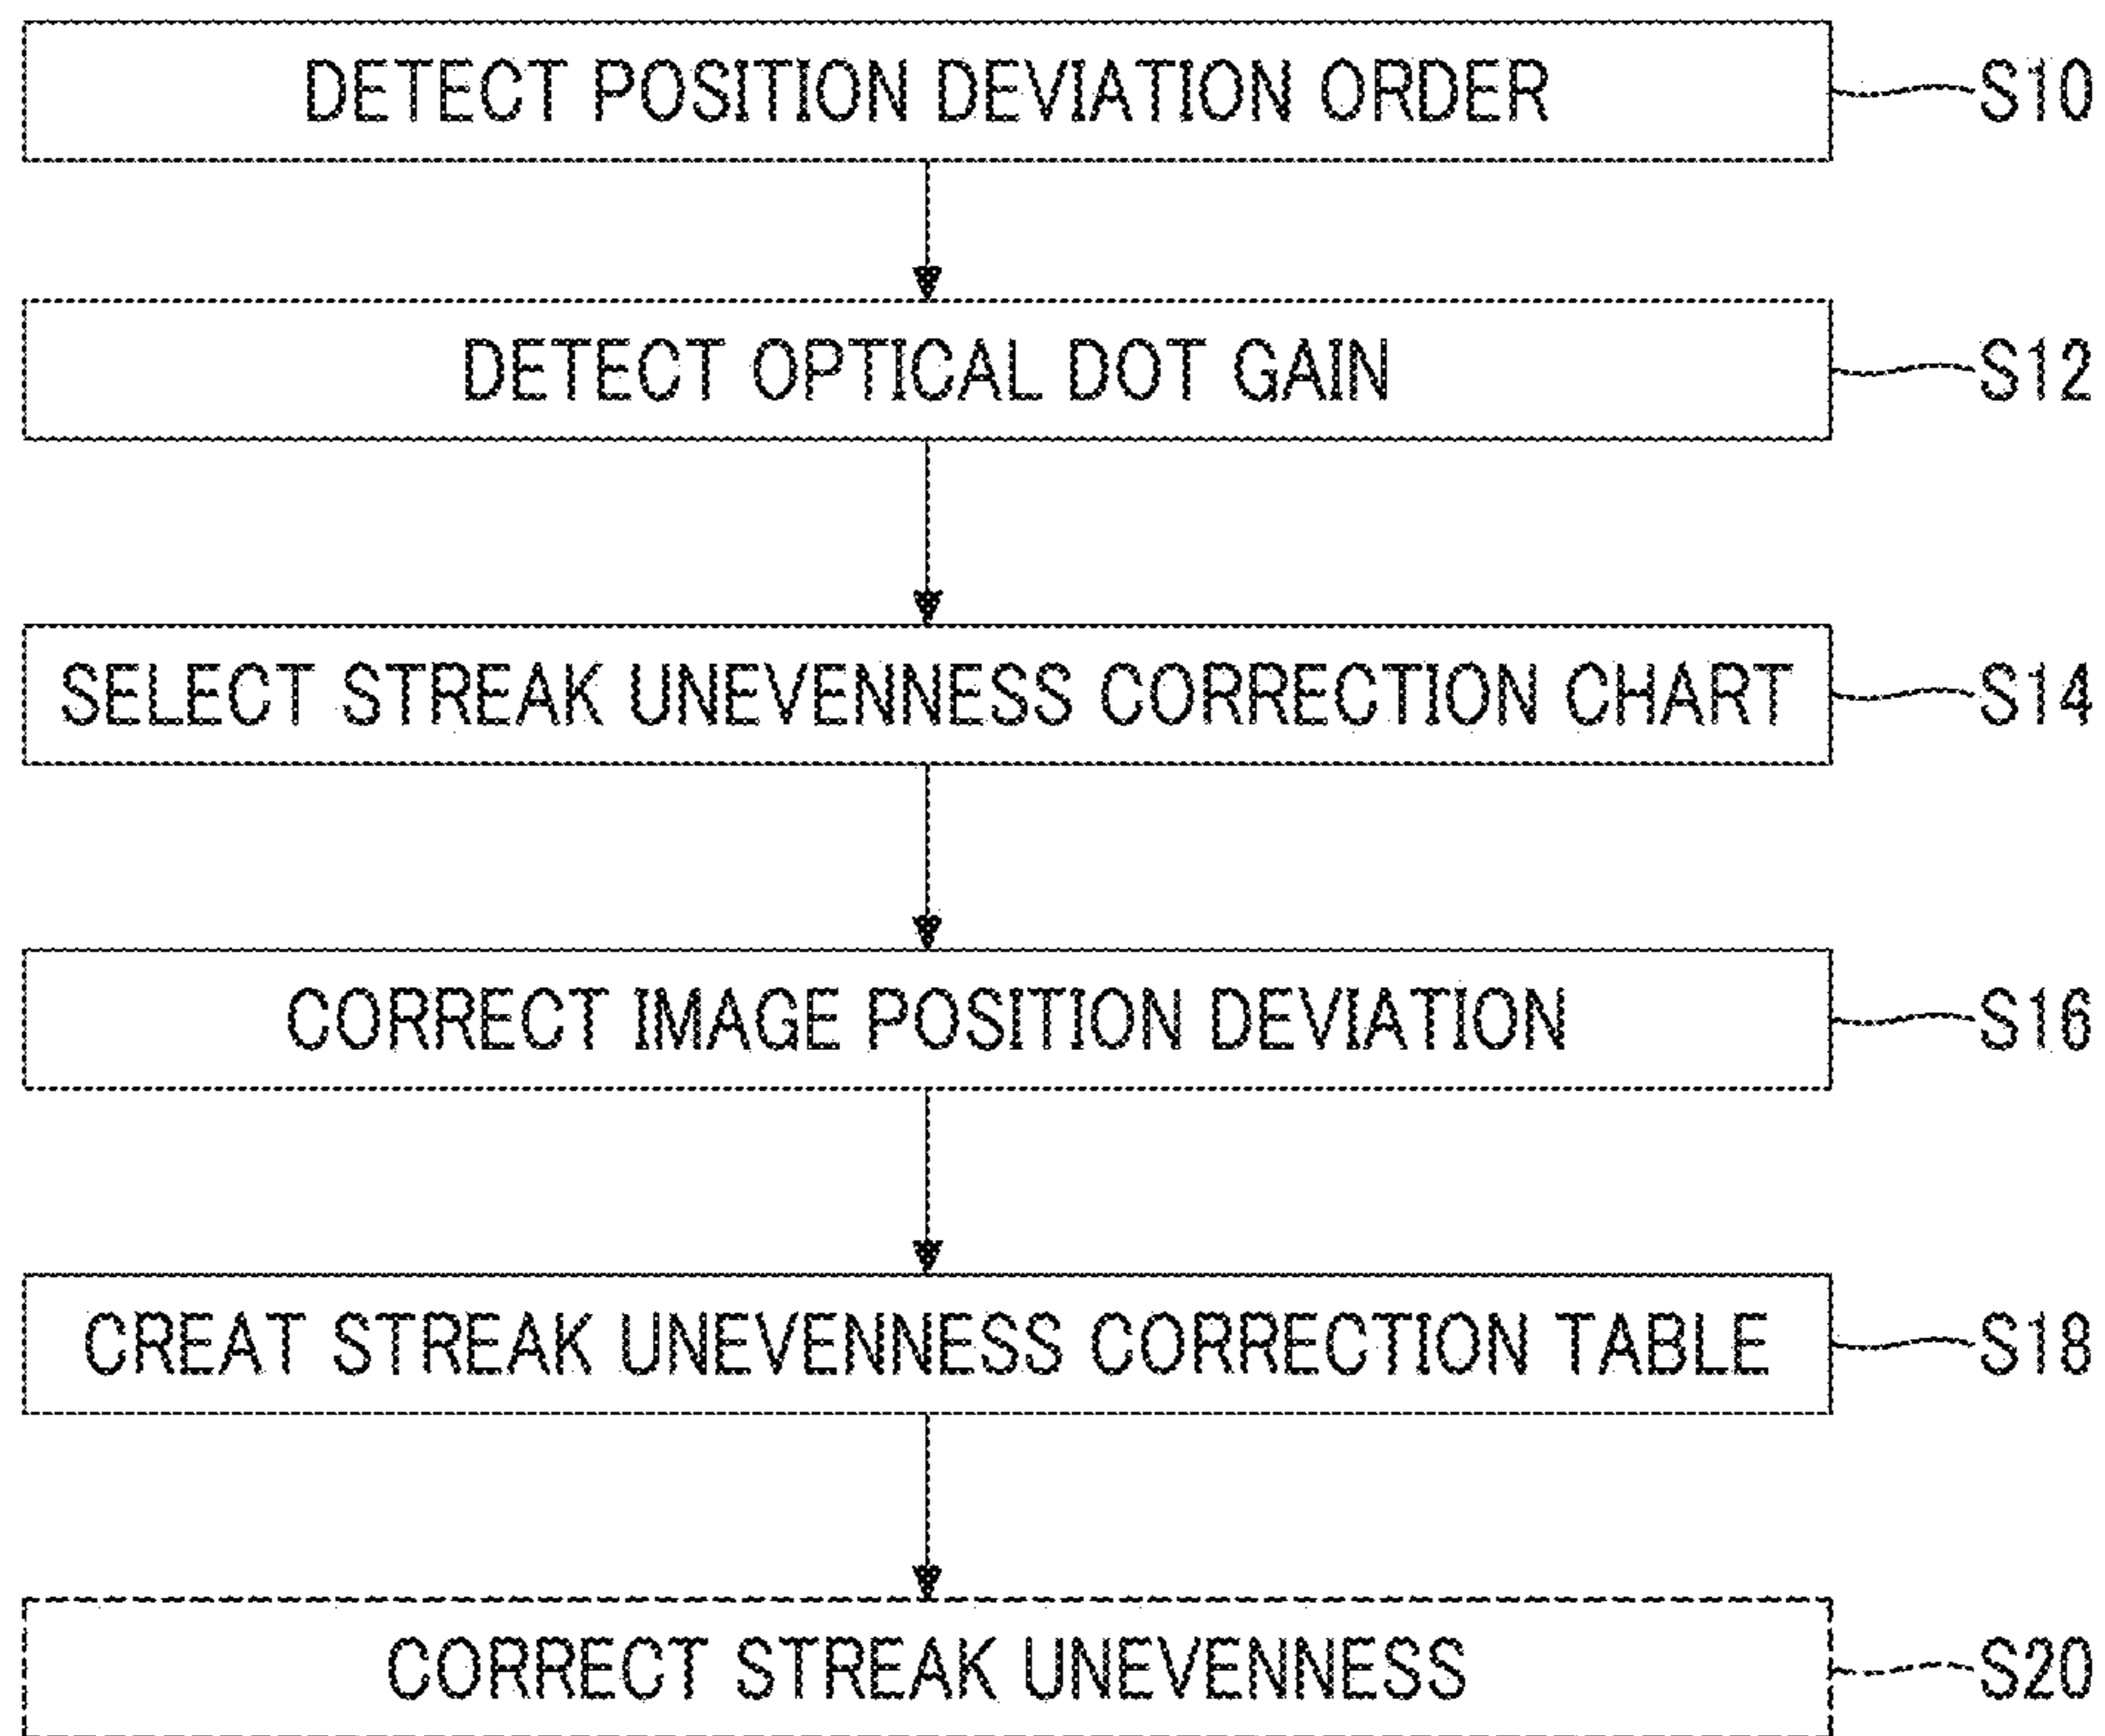 DETECT POSITION DEVIATION ORDER S10
DETECT OPTICAL DOT GAIN S12
SELECT STREAK UNEVENNESS CORRECTION CHART S14
CORRECT IMAGE POSITION DEVIATION S16
CREAT STREAK UNEVENNESS CORRECTION TABLE S18
CORRECT STREAK UNEVENNESS S20